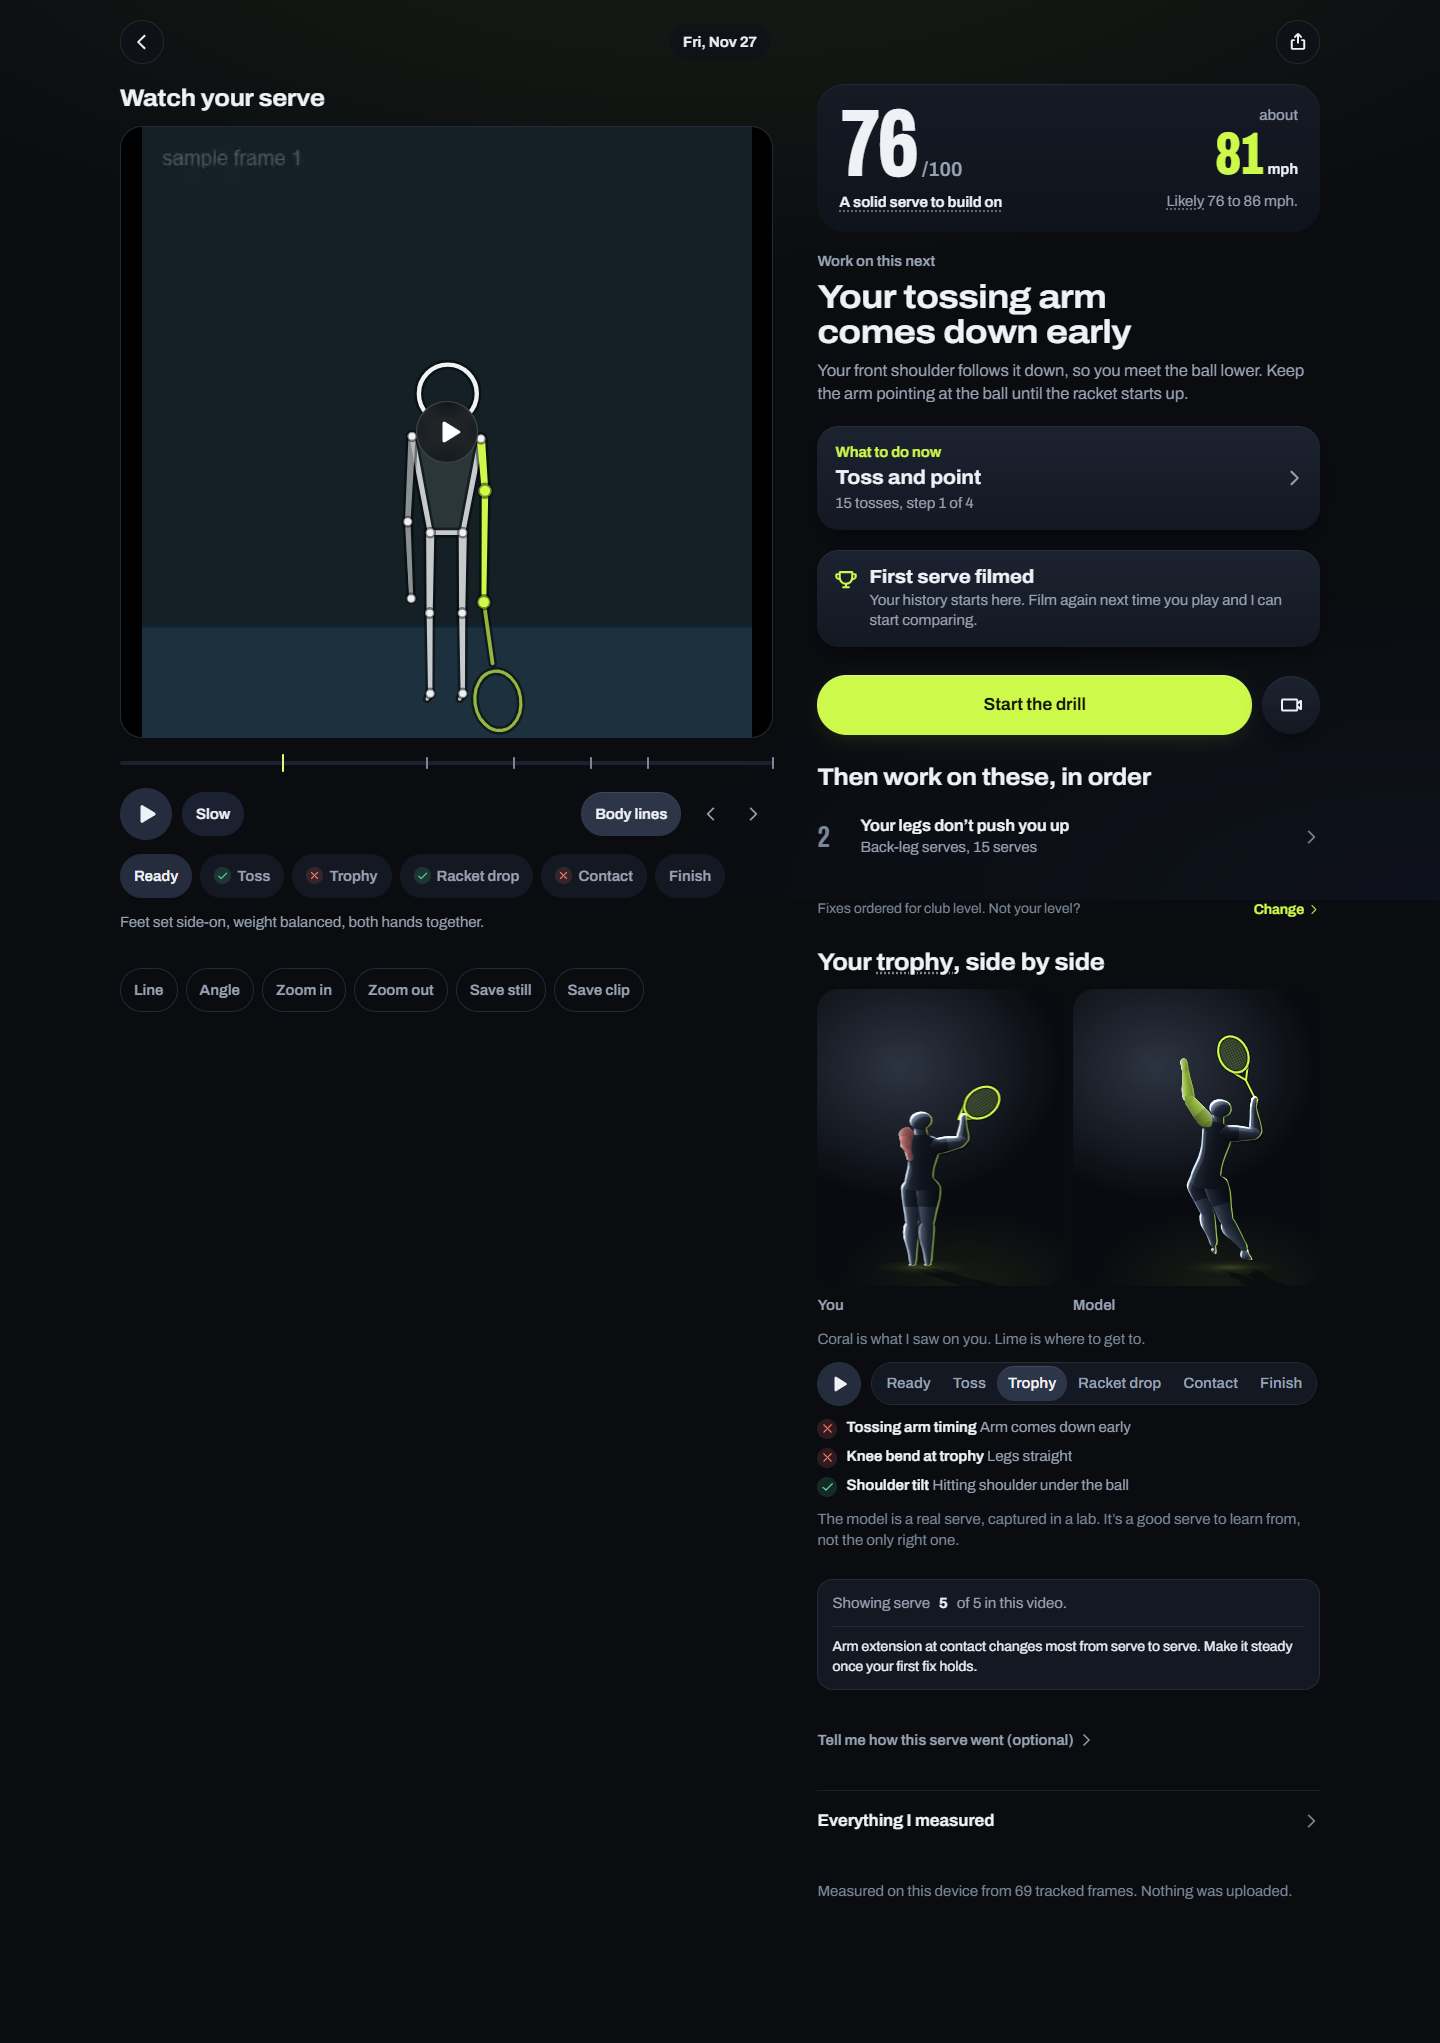 Fri, Nov 27
Watch your serve
sample frame 1
Slow
Body lines
Ready
Toss
Trophy
Racket drop
Contact
Finish
Feet set side-on, weight balanced, both hands together.
Line
Angle
Zoom in
Zoom out
Save still
Save clip
76 /100
A solid serve to build on
about
81 mph
Likely 76 to 86 mph.
Work on this next
Your tossing arm
comes down early
Your front shoulder follows it down, so you meet the ball lower. Keep
the arm pointing at the ball until the racket starts up.
What to do now
Toss and point
15 tosses, step 1 of 4
First serve filmed
Your history starts here. Film again next time you play and I can
start comparing.
Start the drill
Then work on these, in order
2
Your legs don’t push you up
Back-leg serves, 15 serves
Fixes ordered for club level. Not your level?
Change
Your trophy, side by side
You
Model
Coral is what I saw on you. Lime is where to get to.
Ready
Toss
Trophy
Racket drop
Contact
Finish
Tossing arm timing Arm comes down early
Knee bend at trophy Legs straight
Shoulder tilt Hitting shoulder under the ball
The model is a real serve, captured in a lab. It’s a good serve to learn from,
not the only right one.
Showing serve 5 of 5 in this video.
Arm extension at contact changes most from serve to serve. Make it steady
once your first fix holds.
Tell me how this serve went (optional)
Everything I measured
Measured on this device from 69 tracked frames. Nothing was uploaded.